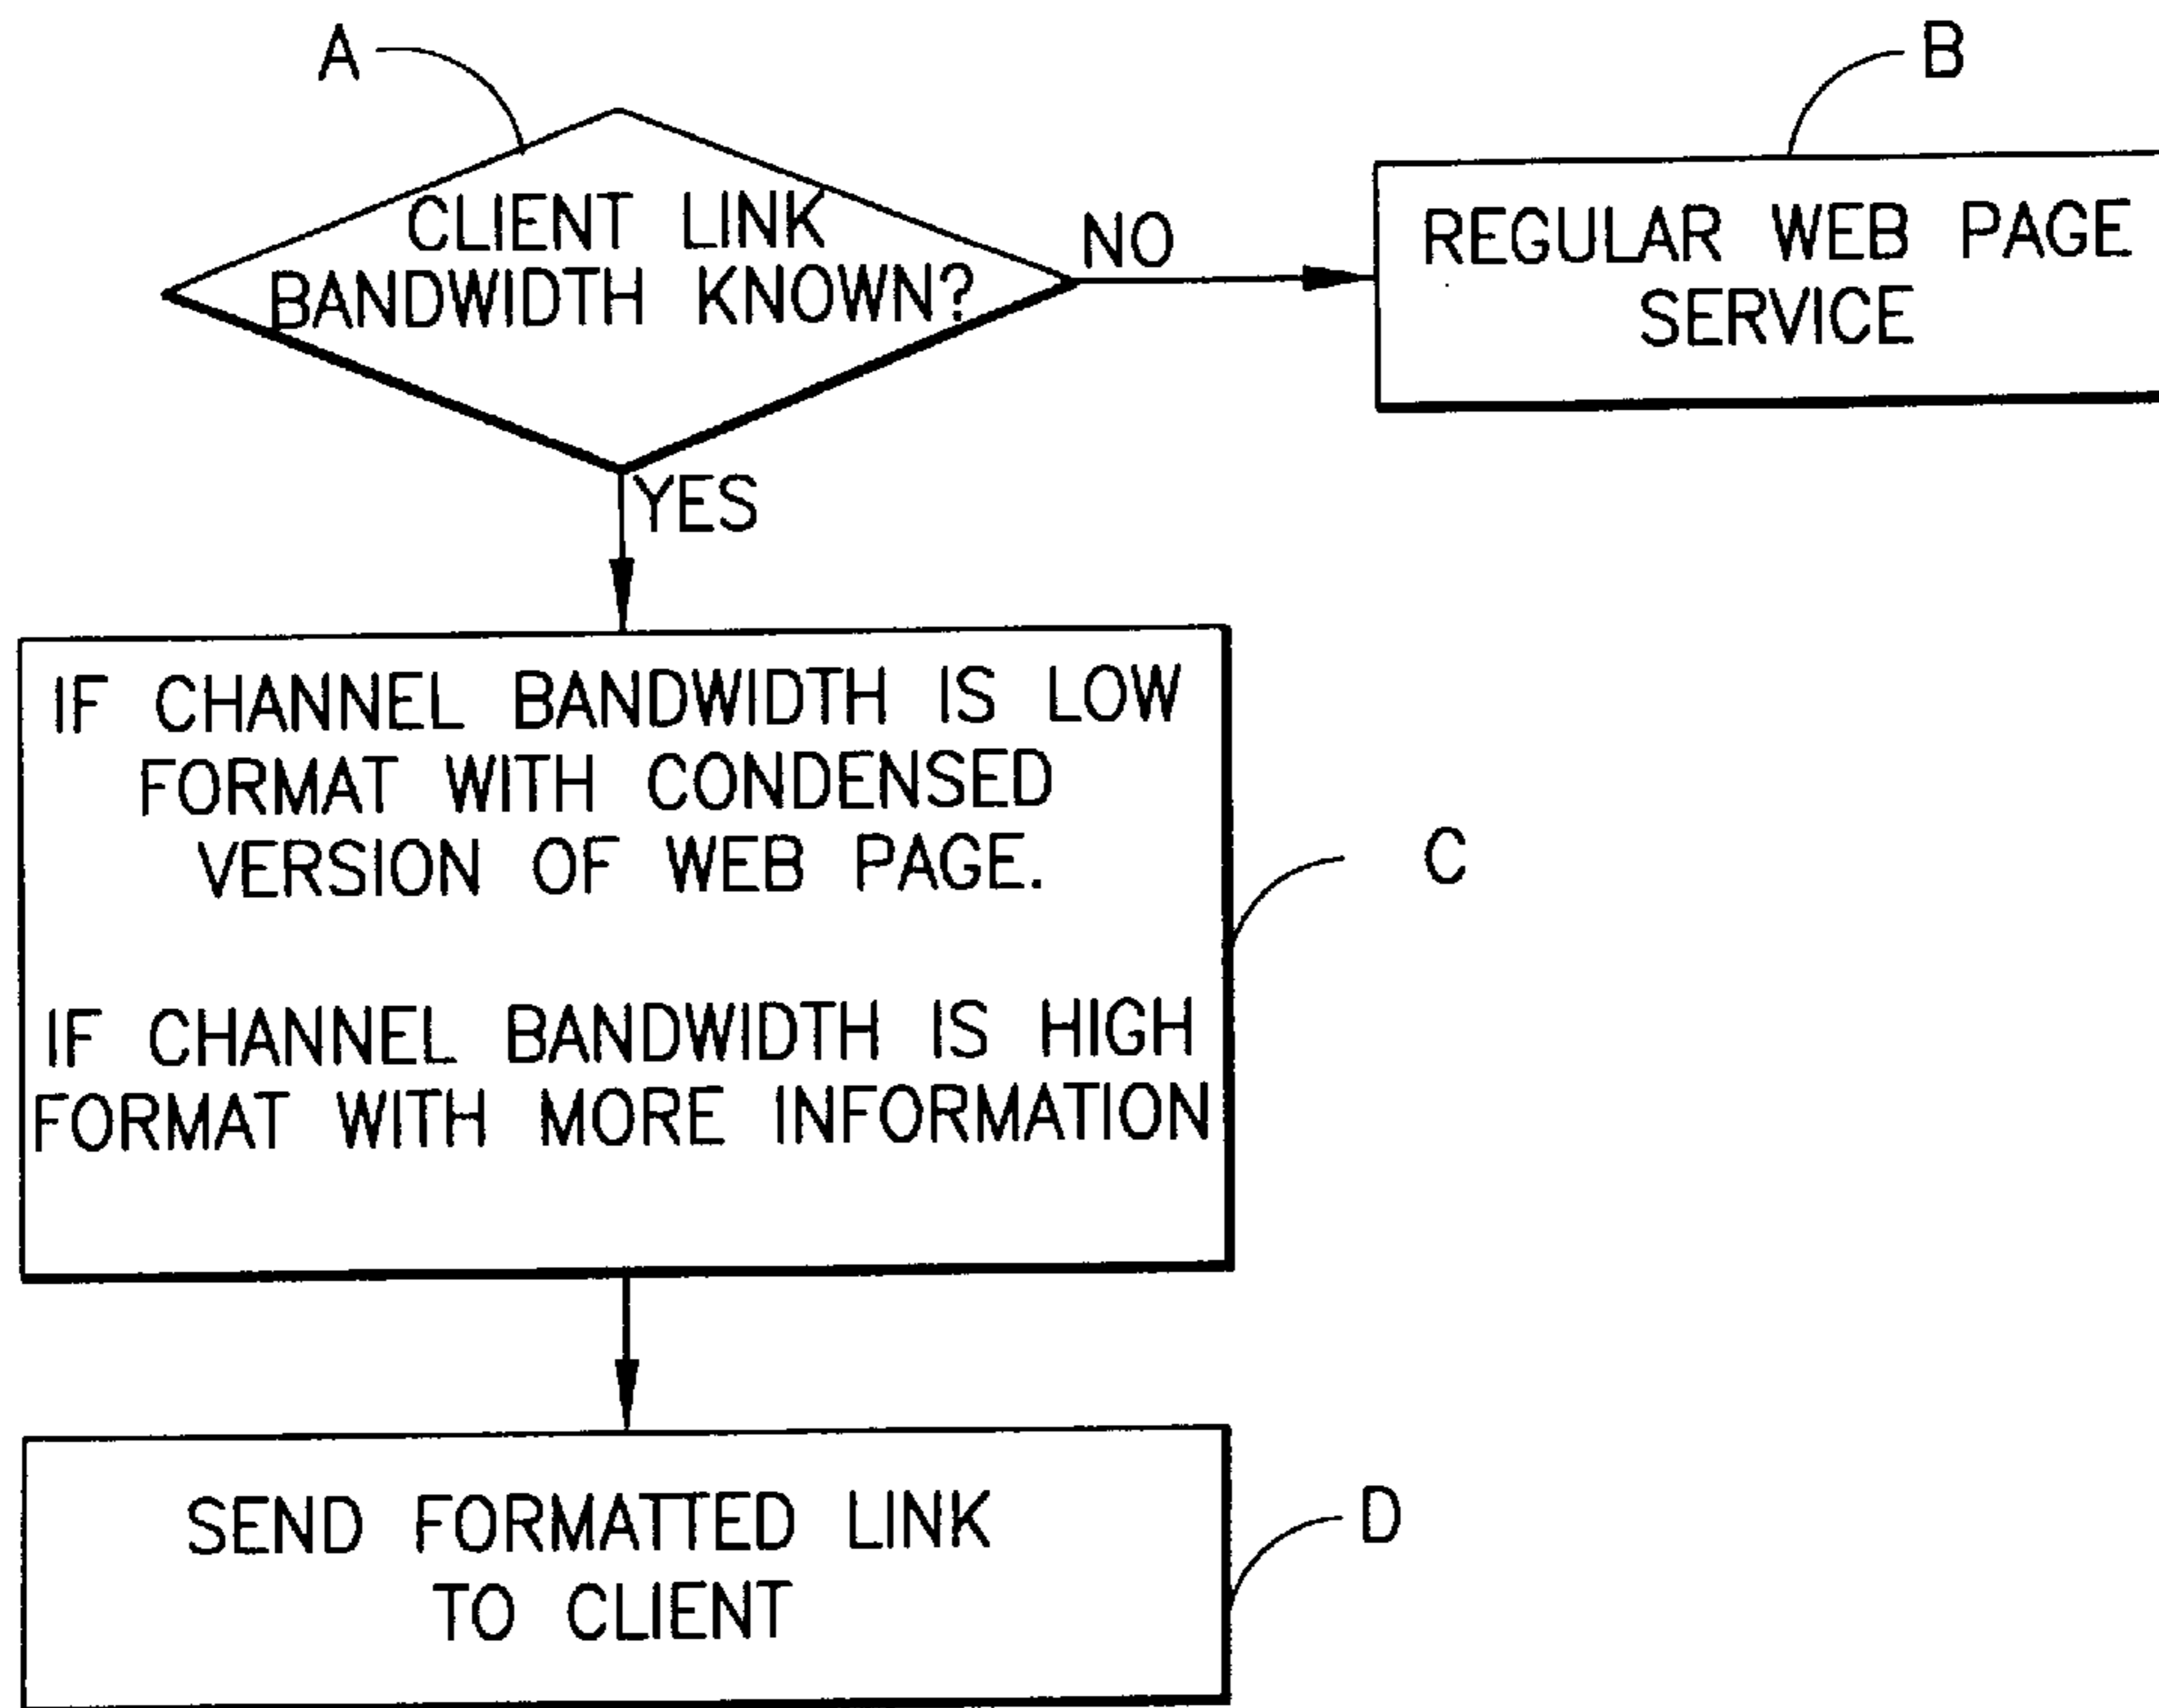 A
B
CLIENT LINK
BANDWIDTH KNOWN?
NO
REGULAR WEB PAGE
SERVICE
YES
IF CHANNEL BANDWIDTH IS LOW
FORMAT WITH CONDENSED
VERSION OF WEB PAGE.
IF CHANNEL BANDWIDTH IS HIGH
FORMAT WITH MORE INFORMATION
C
SEND FORMATTED LINK
TO CLIENT
D